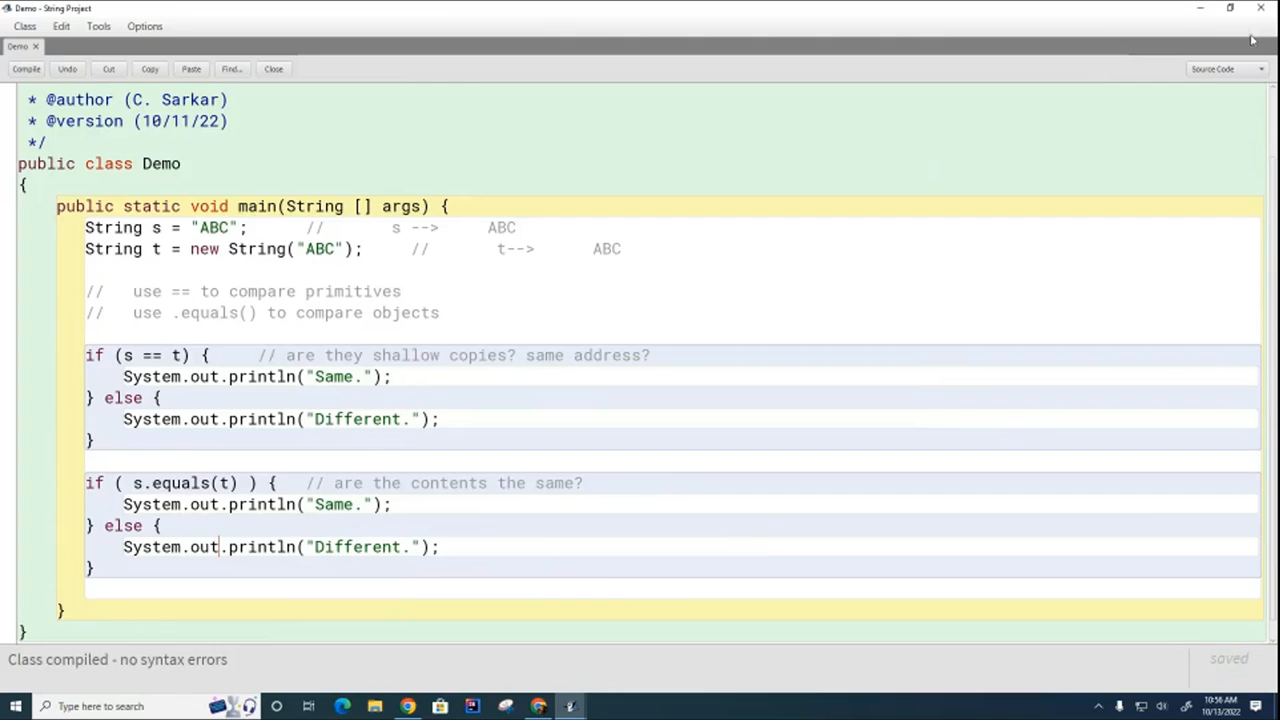 Demo - String Project
Class Edit Tools Options
Demo ×
Compile Undo Cut Copy Paste Find... Close Source Code
* @author (C. Sarkar)
* @version (10/11/22)
*/
public class Demo
{
public static void main(String [] args) {
String s = "ABC"; // s --> ABC
String t = new String("ABC"); // t--> ABC
// use == to compare primitives
// use .equals() to compare objects
if (s == t) { // are they shallow copies? same address?
System.out.println("Same.");
} else {
System.out.println("Different.");
}
if ( s.equals(t) ) { // are the contents the same?
System.out.println("Same.");
} else {
System.out.println("Different.");
}
}
}
Class compiled - no syntax errors
saved
Type here to search
10:56 AM
10/13/2022